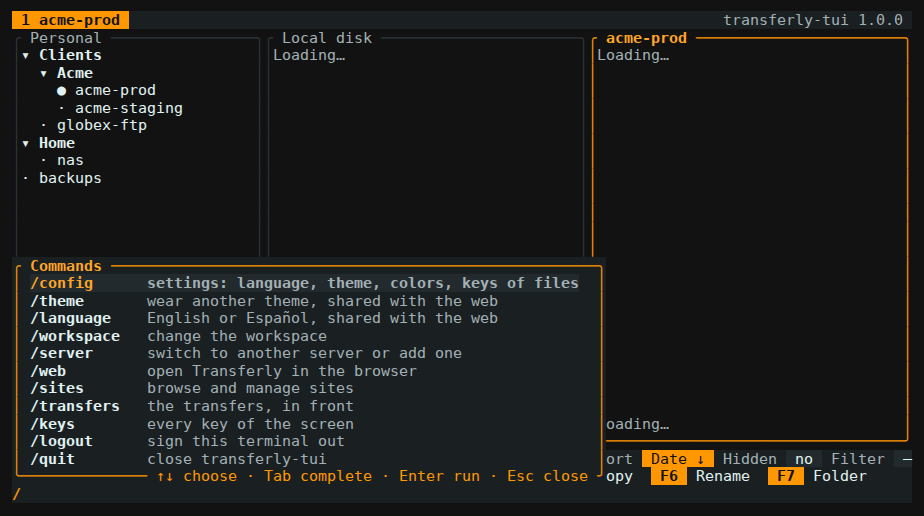 1 acme-prod transferly-tui 1.0.0
Personal Local disk acme-prod
▾ Clients Loading… Loading…
▾ Acme
● acme-prod
· acme-staging
· globex-ftp
▾ Home
· nas
· backups
Commands
/config settings: language, theme, colors, keys of files
/theme wear another theme, shared with the web
/language English or Español, shared with the web
/workspace change the workspace
/server switch to another server or add one
/web open Transferly in the browser
/sites browse and manage sites
/transfers the transfers, in front
/keys every key of the screen oading…
/logout sign this terminal out
/quit close transferly-tui ort Date ↓ Hidden no Filter —
↑↓ choose · Tab complete · Enter run · Esc close opy F6 Rename F7 Folder
/